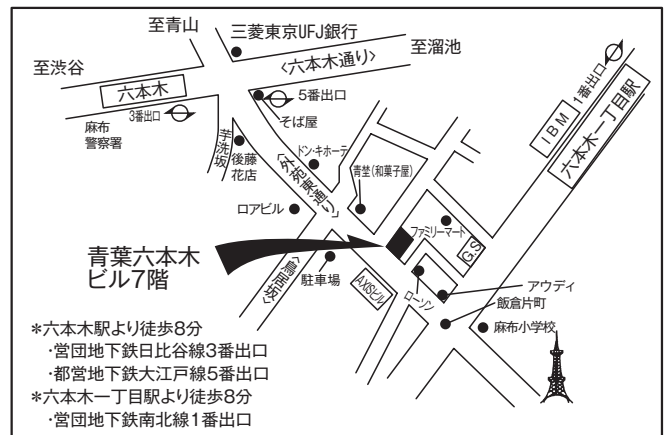 至青山
三菱東京UFJ銀行
〈六本木通り〉
至溜池
至渋谷
六本木
3番出口
5番出口
そば屋
麻布
警察署
芋洗坂
後藤
花店
ドン・キホーテ
〈外苑東通り〉
青埜(和菓子屋)
IBM
1番出口
六本木一丁目駅
ロアビル
ファミリーマート
G.S
青葉六本木
ビル7階
〈鳥居坂〉
駐車場
AXISビル
ローソン
アウディ
飯倉片町
麻布小学校
*六本木駅より徒歩8分
・営団地下鉄日比谷線3番出口
・都営地下鉄大江戸線5番出口
*六本木一丁目駅より徒歩8分
・営団地下鉄南北線1番出口